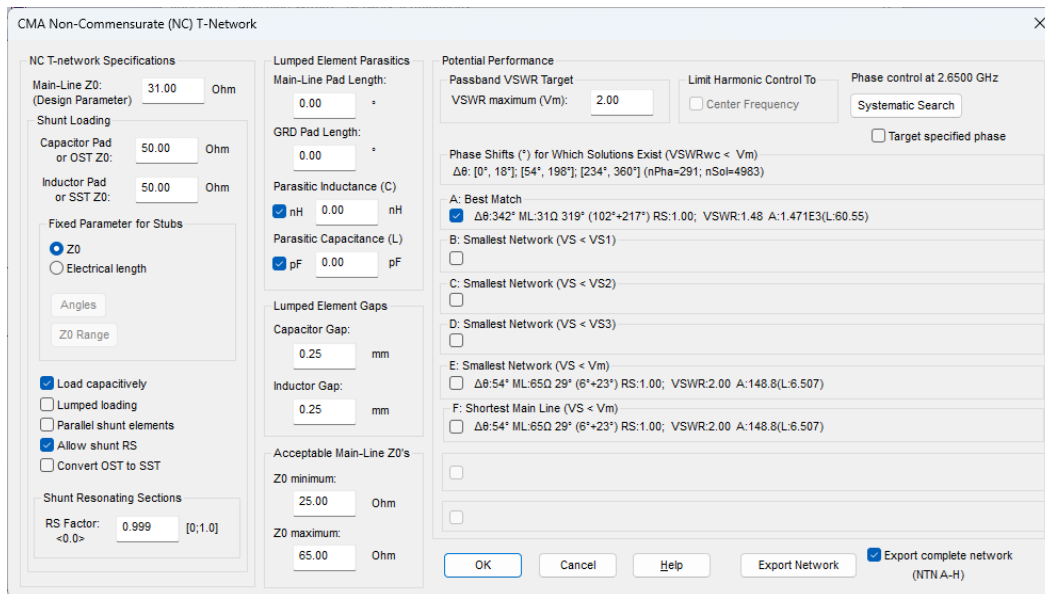 CMA Non-Commensurate (NC) T-Network
NC T-network Specifications
Main-Line Z0:
(Design Parameter)
31.00
Ohm
Shunt Loading
Capacitor Pad
or OST Z0:
50.00
Ohm
Inductor Pad
or SST Z0:
50.00
Ohm
Fixed Parameter for Stubs
Z0
Electrical length
Angles
Z0 Range
Load capacitively
Lumped loading
Parallel shunt elements
Allow shunt RS
Convert OST to SST
Shunt Resonating Sections
RS Factor:
<0.0>
0.999
[0;1.0]
Lumped Element Parasitics
Main-Line Pad Length:
0.00 °
GRD Pad Length:
0.00 °
Parasitic Inductance (C)
nH 0.00 nH
Parasitic Capacitance (L)
pF 0.00 pF
Lumped Element Gaps
Capacitor Gap:
0.25 mm
Inductor Gap:
0.25 mm
Acceptable Main-Line Z0's
Z0 minimum:
25.00 Ohm
Z0 maximum:
65.00 Ohm
Potential Performance
Passband VSWR Target
VSWR maximum (Vm): 2.00
Limit Harmonic Control To
Center Frequency
Phase control at 2.6500 GHz
Systematic Search
Target specified phase
Phase Shifts (°) for Which Solutions Exist (VSWRwc < Vm)
Δθ: [0°, 18°]; [54°, 198°]; [234°, 360°] (nPha=291; nSol=4983)
A: Best Match
Δθ:342° ML:31Ω 319° (102°+217°) RS:1.00; VSWR:1.48 A:1.471E3(L:60.55)
B: Smallest Network (VS < VS1)
C: Smallest Network (VS < VS2)
D: Smallest Network (VS < VS3)
E: Smallest Network (VS < Vm)
Δθ:54° ML:65Ω 29° (6°+23°) RS:1.00; VSWR:2.00 A:148.8(L:6.507)
F: Shortest Main Line (VS < Vm)
Δθ:54° ML:65Ω 29° (6°+23°) RS:1.00; VSWR:2.00 A:148.8(L:6.507)
OK
Cancel
Help
Export Network
Export complete network
(NTN A-H)